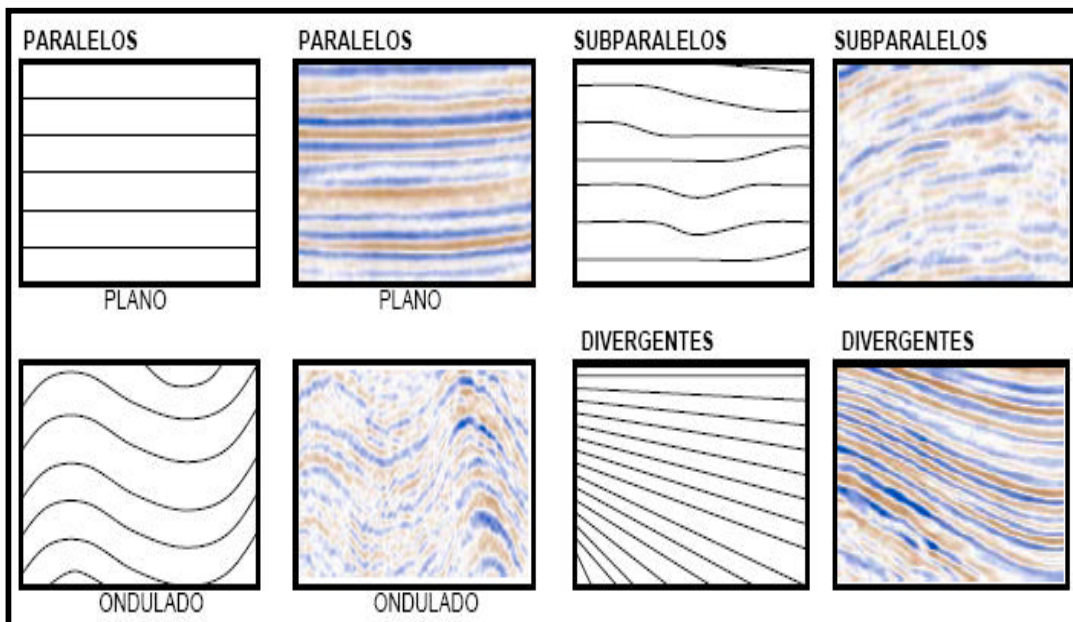 PARALELOS PARALELOS SUBPARALELOS SUBPARALELOS
PLANO PLANO
DIVERGENTES DIVERGENTES
ONDULADO ONDULADO